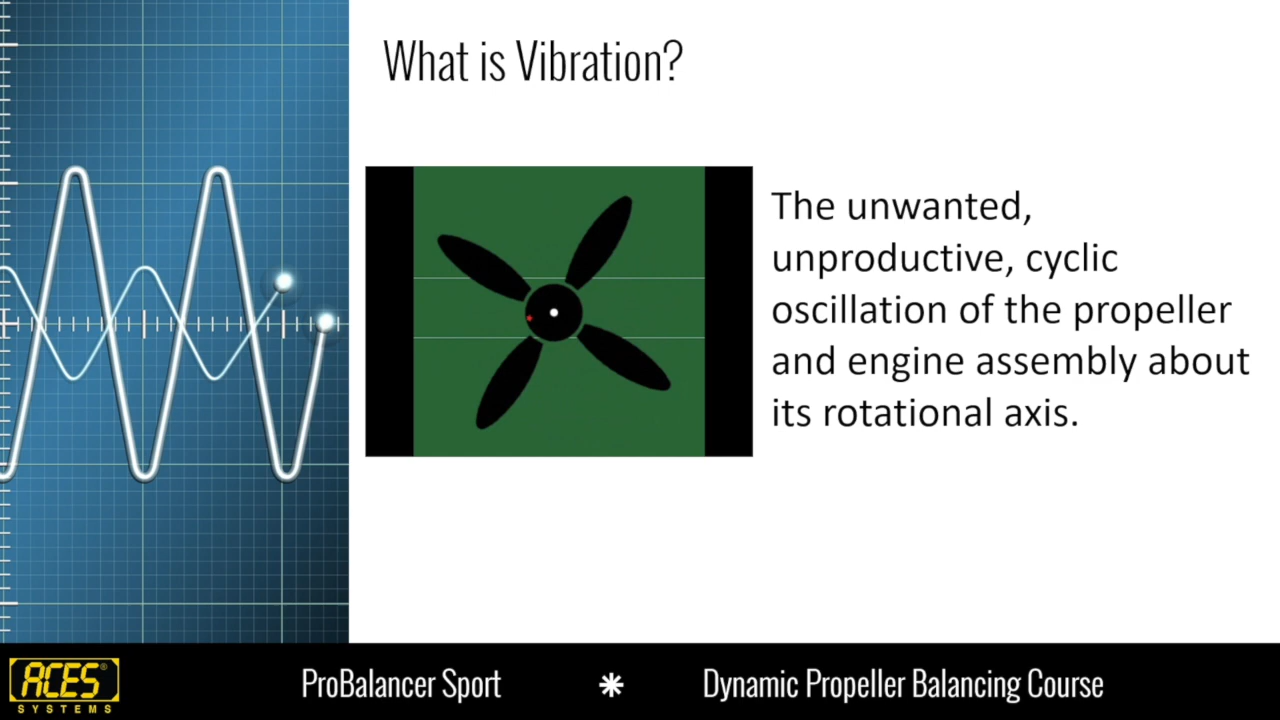 What is Vibration?
The unwanted,
unproductive, cyclic
oscillation of the propeller
and engine assembly about
its rotational axis.
ACES®
SYSTEMS
ProBalancer Sport
Dynamic Propeller Balancing Course